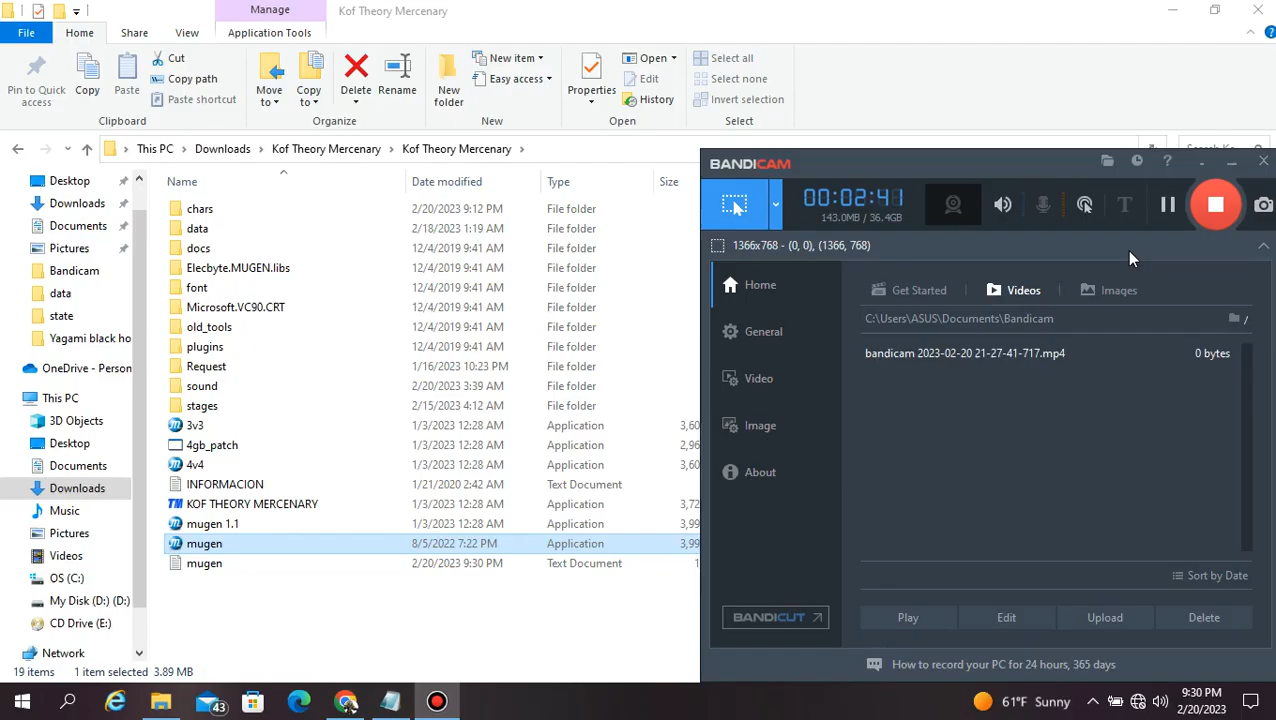 Manage
Kof Theory Mercenary
File
Home
Share
View
Application Tools
Pin to Quick access
Copy
Paste
Cut
Copy path
Paste shortcut
Clipboard
Move to
Copy to
Delete
Rename
Organize
New folder
New item
Easy access
New
Properties
Open
Edit
History
Open
Select all
Select none
Invert selection
Select
This PC > Downloads > Kof Theory Mercenary > Kof Theory Mercenary >
Desktop
Downloads
Documents
Pictures
Bandicam
data
state
Yagami black ho
OneDrive - Person
This PC
3D Objects
Desktop
Documents
Downloads
Music
Pictures
Videos
OS (C:)
My Disk (D:) (D:)
CD Drive (E:)
Network
Name Date modified Type Size
chars 2/20/2023 9:12 PM File folder
data 2/18/2023 1:19 AM File folder
docs 12/4/2019 9:41 AM File folder
Elecbyte.MUGEN.libs 12/4/2019 9:41 AM File folder
font 12/4/2019 9:41 AM File folder
Microsoft.VC90.CRT 12/4/2019 9:41 AM File folder
old_tools 12/4/2019 9:41 AM File folder
plugins 12/4/2019 9:41 AM File folder
Request 1/16/2023 10:23 PM File folder
sound 2/20/2023 3:39 AM File folder
stages 2/15/2023 4:12 AM File folder
3v3 1/3/2023 12:28 AM Application 3,60
4gb_patch 1/3/2023 12:28 AM Application 2,96
4v4 1/3/2023 12:28 AM Application 3,60
INFORMACION 1/21/2020 2:42 AM Text Document
KOF THEORY MERCENARY 1/3/2023 12:28 AM Application 3,72
mugen 1.1 1/3/2023 12:28 AM Application 3,99
mugen 8/5/2022 7:22 PM Application 3,99
mugen 2/20/2023 9:30 PM Text Document 1
19 items 1 item selected 3.89 MB
BANDICAM
00:02:41
143.0MB / 36.4GB
1366x768 - (0, 0), (1366, 768)
Home
General
Video
Image
About
BANDICUT
Get Started
Videos
Images
C:\Users\ASUS\Documents\Bandicam
bandicam 2023-02-20 21-27-41-717.mp4 0 bytes
Sort by Date
Play
Edit
Upload
Delete
How to record your PC for 24 hours, 365 days
43
61°F Sunny
9:30 PM
2/20/2023